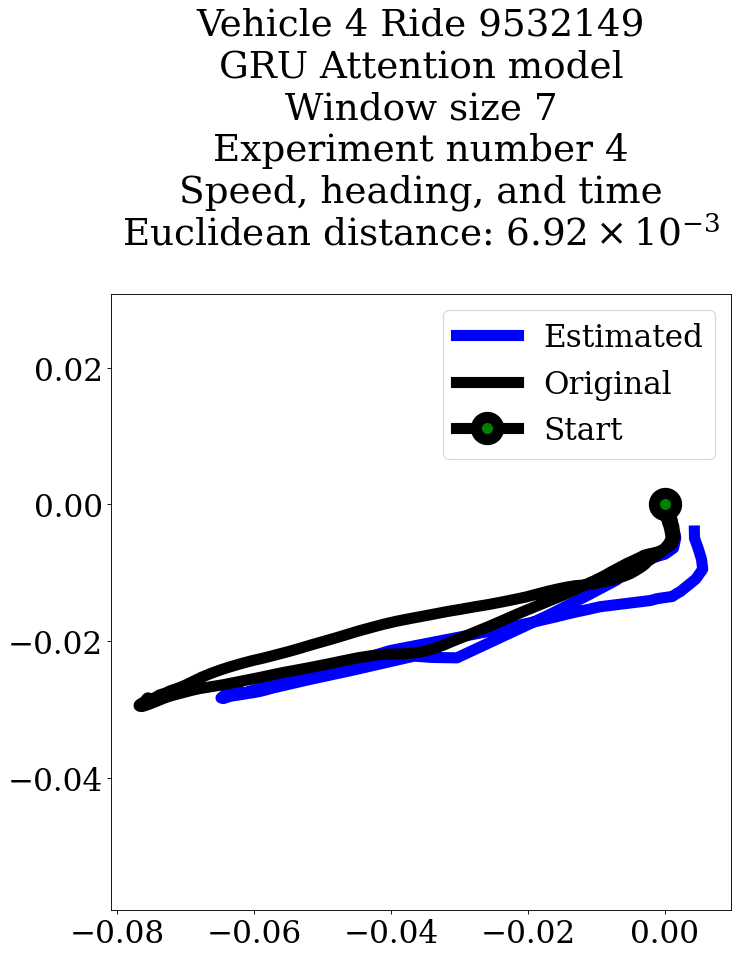 Vehicle 4 Ride 9532149
GRU Attention model
Window size 7
Experiment number 4
Speed, heading, and time
Euclidean distance: 6.92 × 10⁻³
Estimated
Original
Start
0.02
0.00
−0.02
−0.04
−0.08 −0.06 −0.04 −0.02 0.00